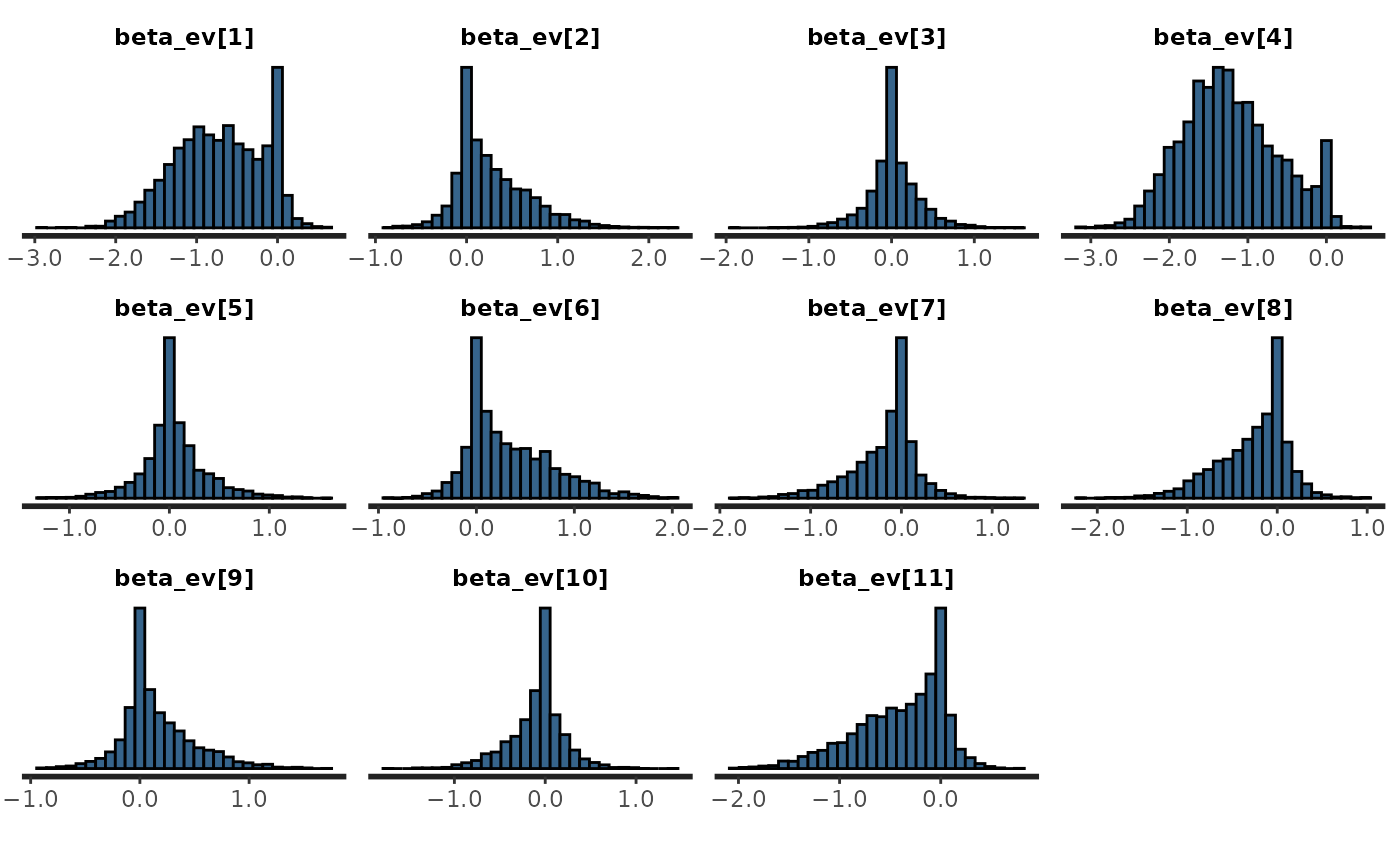 beta_ev[1] beta_ev[2] beta_ev[3] beta_ev[4]
−3.0 −2.0 −1.0 0.0 −1.0 0.0 1.0 2.0 −2.0 −1.0 0.0 1.0 −3.0 −2.0 −1.0 0.0
beta_ev[5] beta_ev[6] beta_ev[7] beta_ev[8]
−1.0 0.0 1.0 −1.0 0.0 1.0 2.0 −2.0 −1.0 0.0 1.0 −2.0 −1.0 0.0 1.0
beta_ev[9] beta_ev[10] beta_ev[11]
−1.0 0.0 1.0 −1.0 0.0 1.0 −2.0 −1.0 0.0